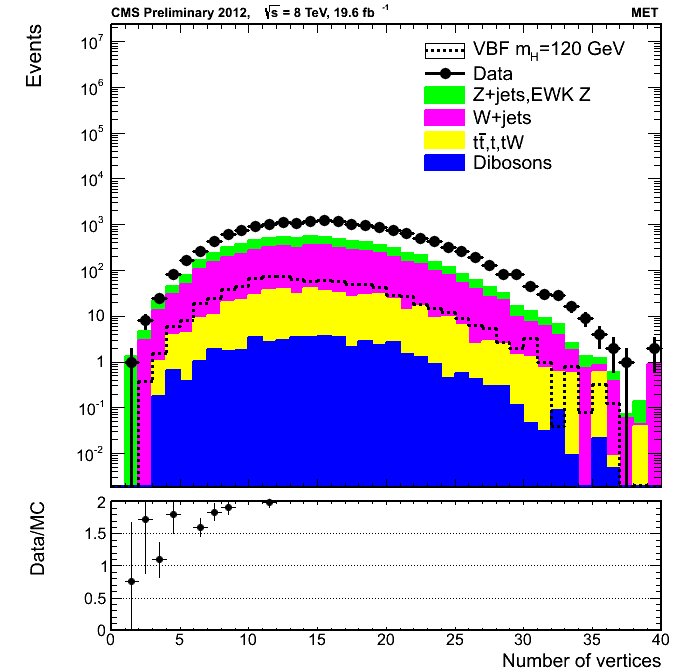 CMS Preliminary 2012, √s = 8 TeV, 19.6 fb⁻¹ MET
Events
10⁷
10⁶
10⁵
10⁴
10³
10²
10
1
10⁻¹
10⁻²
VBF m_H=120 GeV
Data
Z+jets,EWK Z
W+jets
tt̄,t,tW
Dibosons
Data/MC
2
1.5
1
0.5
0
0 5 10 15 20 25 30 35 40
Number of vertices